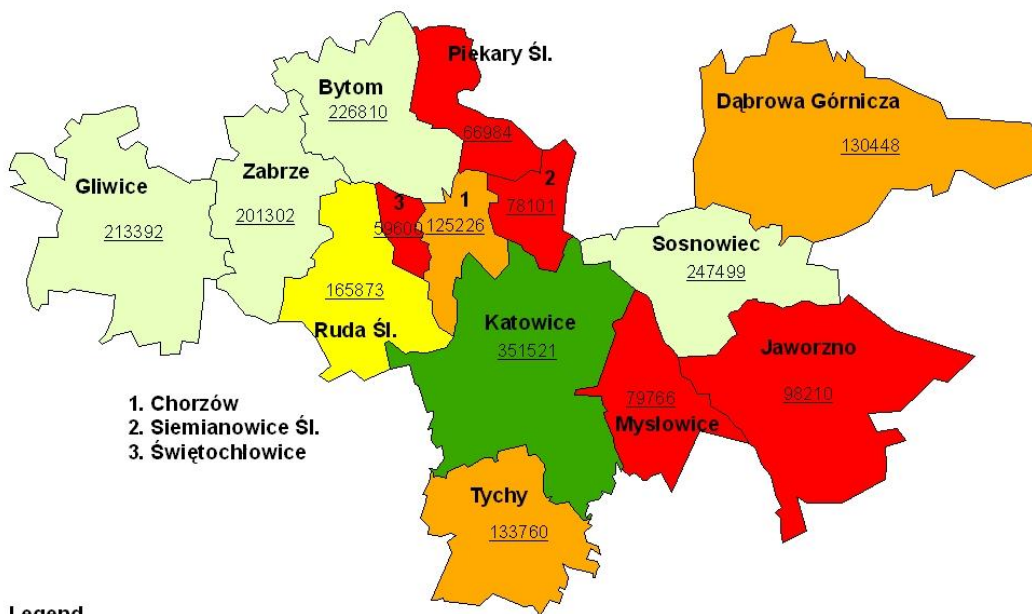 Piekary Śl.
66984
Bytom
226810
Dąbrowa Górnicza
130448
Gliwice
213392
Zabrze
201302
3
59600
1
125226
2
78101
Sosnowiec
247499
165873
Ruda Śl.
Katowice
351521
79766
Mysłowice
Jaworzno
98210
1. Chorzów
2. Siemianowice Śl.
3. Świętochlowice
Tychy
133760
Legend